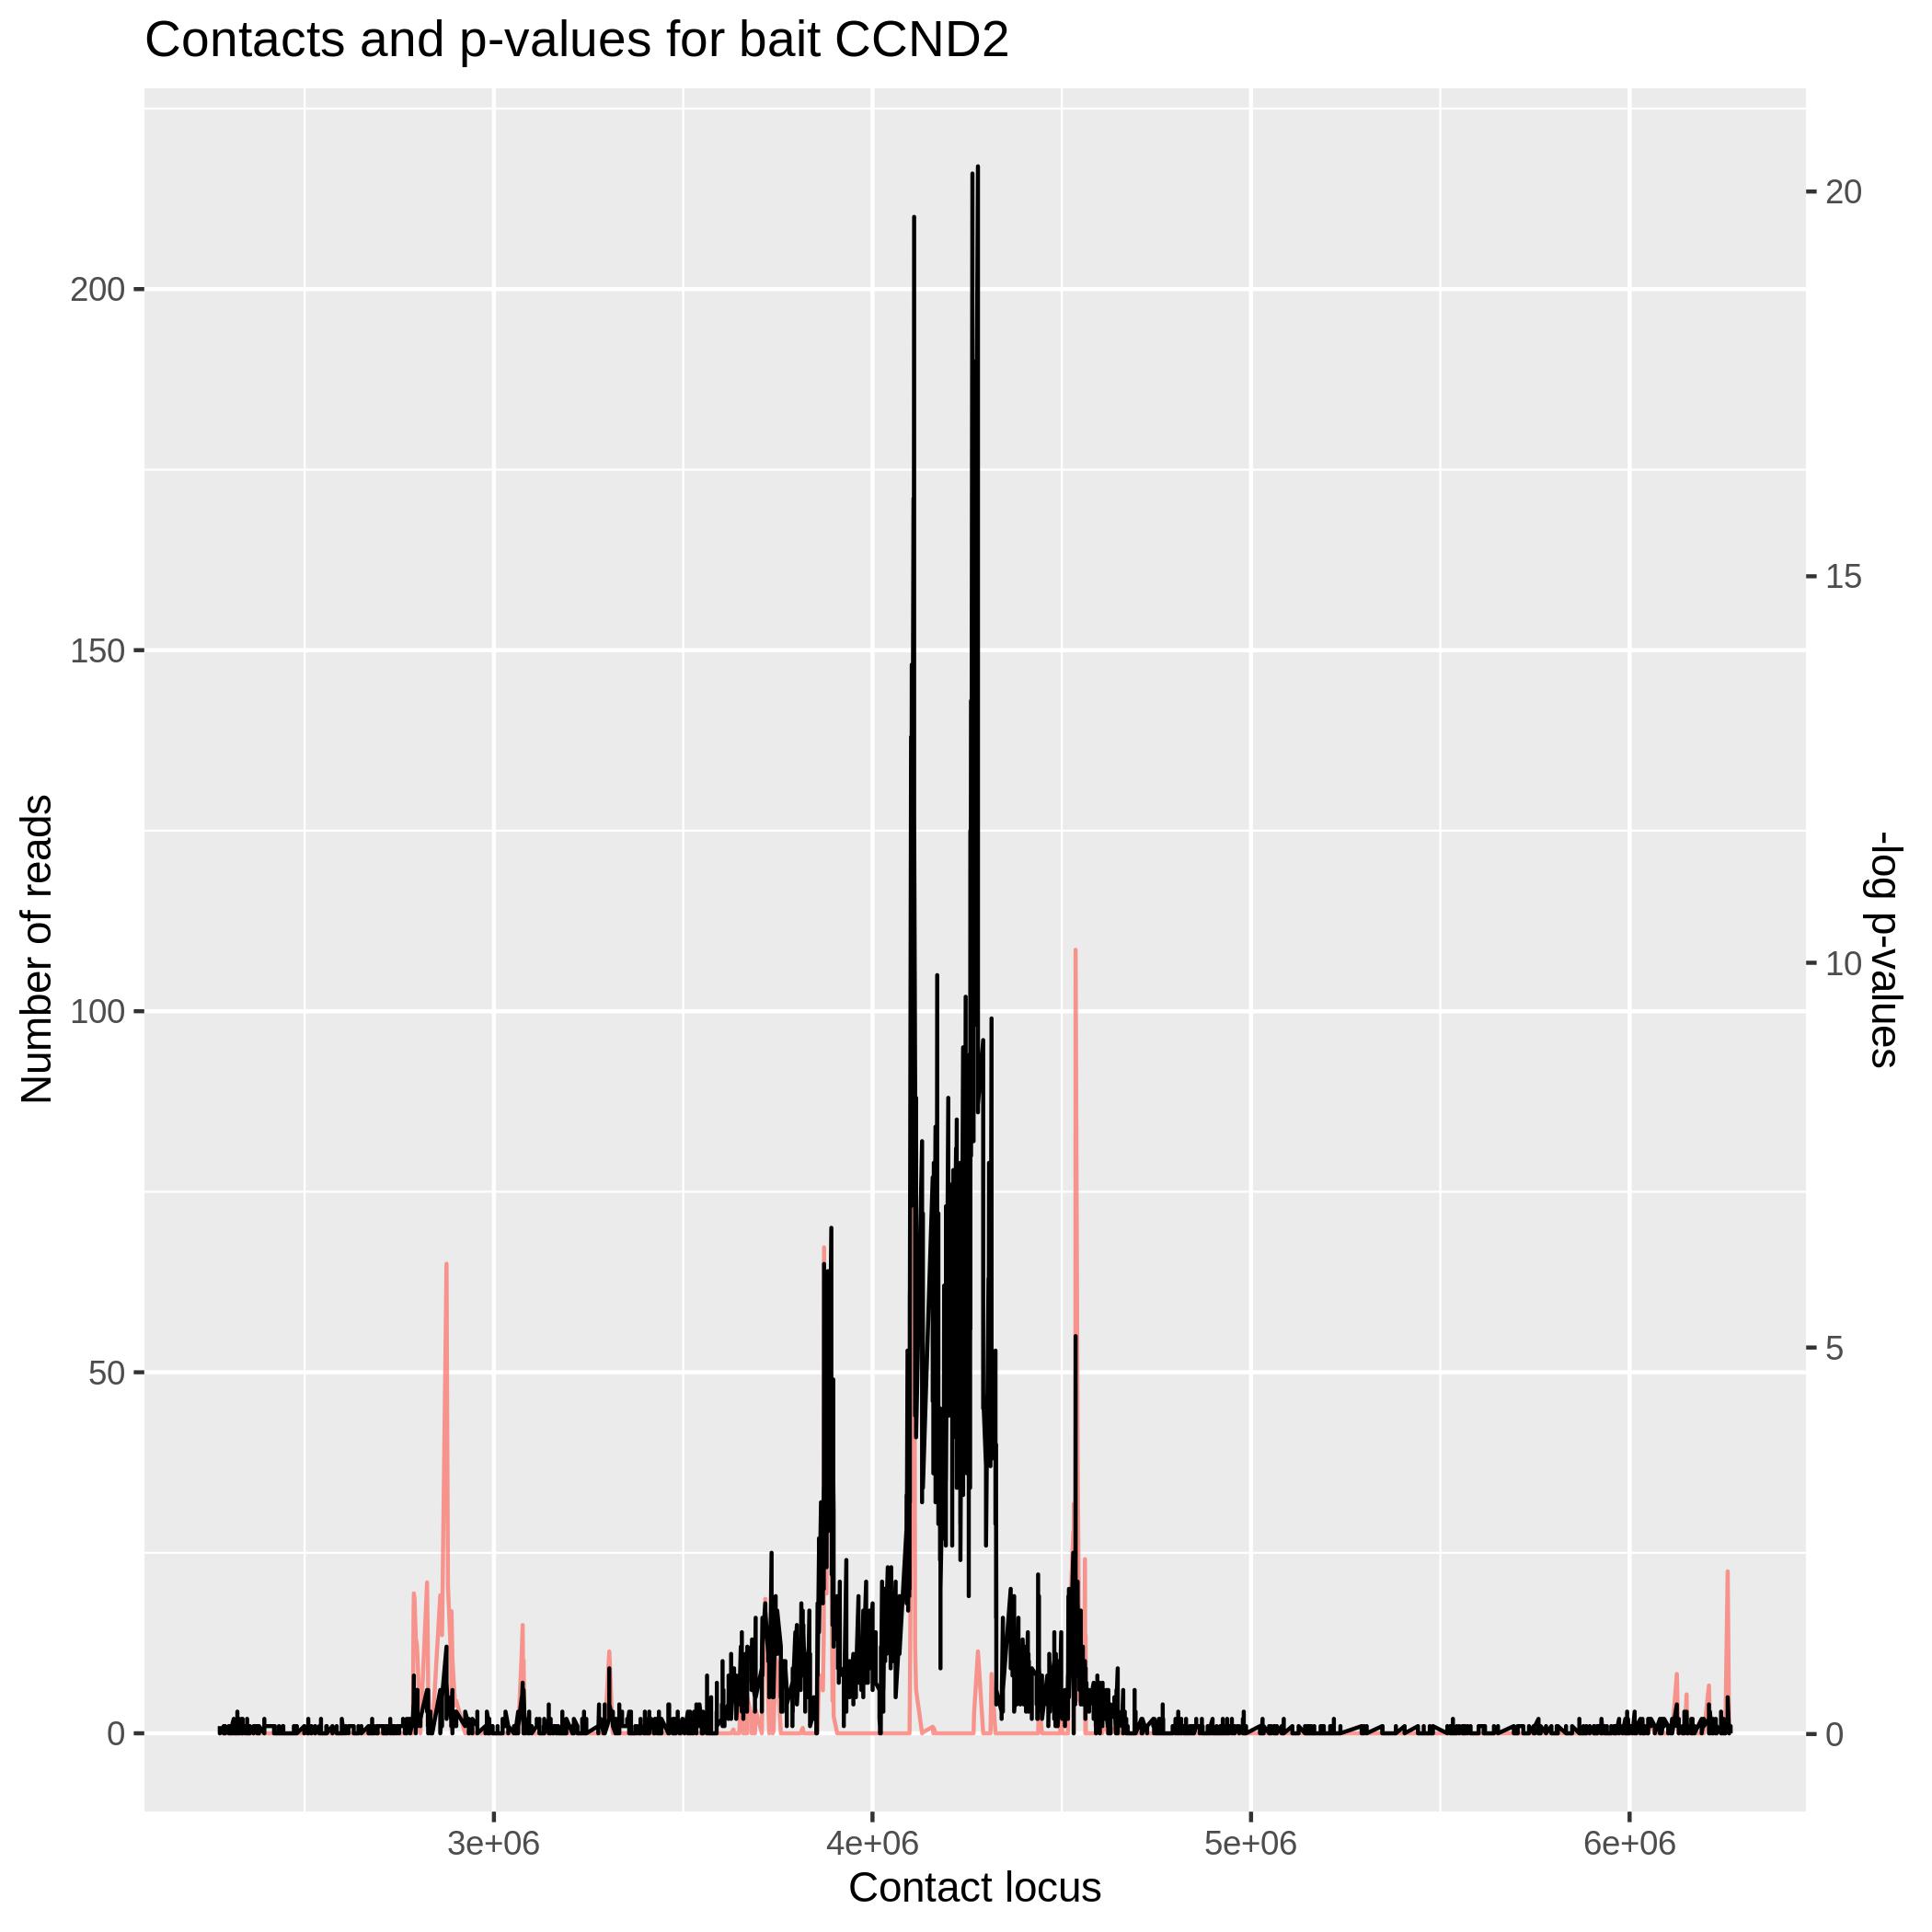 Contacts and p-values for bait CCND2
Number of reads
200
150
100
50
0
20
15
10
5
0
-log p-values
3e+06
4e+06
5e+06
6e+06
Contact locus